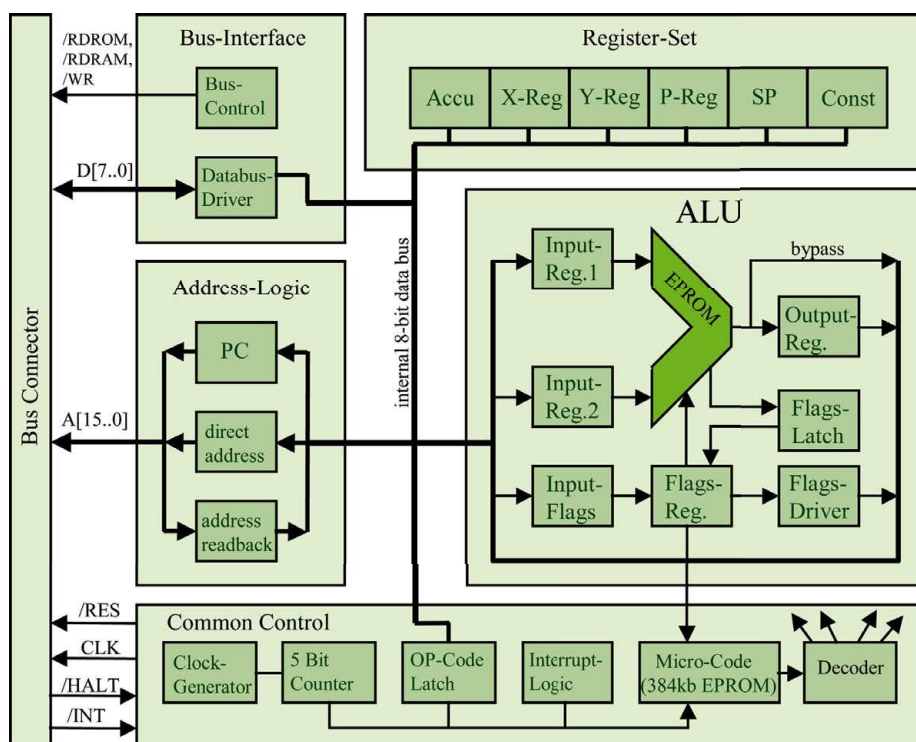 /RDROM,
/RDRAM,
/WR
D[7..0]
Bus Connector
A[15..0]
/RES
CLK
/HALT
/INT
Bus-Interface
Bus-
Control
Databus-
Driver
Register-Set
Accu
X-Reg
Y-Reg
P-Reg
SP
Const
Address-Logic
PC
direct
address
address
readback
internal 8-bit data bus
ALU
Input-
Reg.1
Input-
Reg.2
Input-
Flags
EPROM
bypass
Output-
Reg.
Flags-
Latch
Flags-
Reg.
Flags-
Driver
Common Control
Clock-
Generator
5 Bit
Counter
OP-Code
Latch
Interrupt-
Logic
Micro-Code
(384kb EPROM)
Decoder